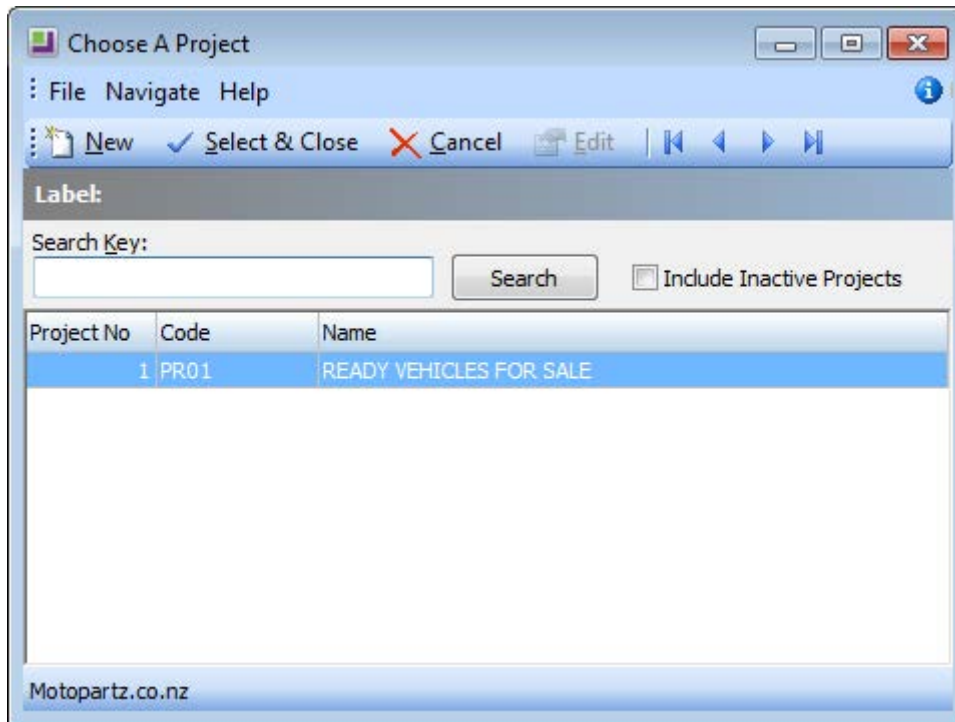 Choose A Project
File Navigate Help
New Select & Close Cancel Edit
Label:
Search Key:
Search Include Inactive Projects
Project No Code Name
1 PR01 READY VEHICLES FOR SALE
Motopartz.co.nz